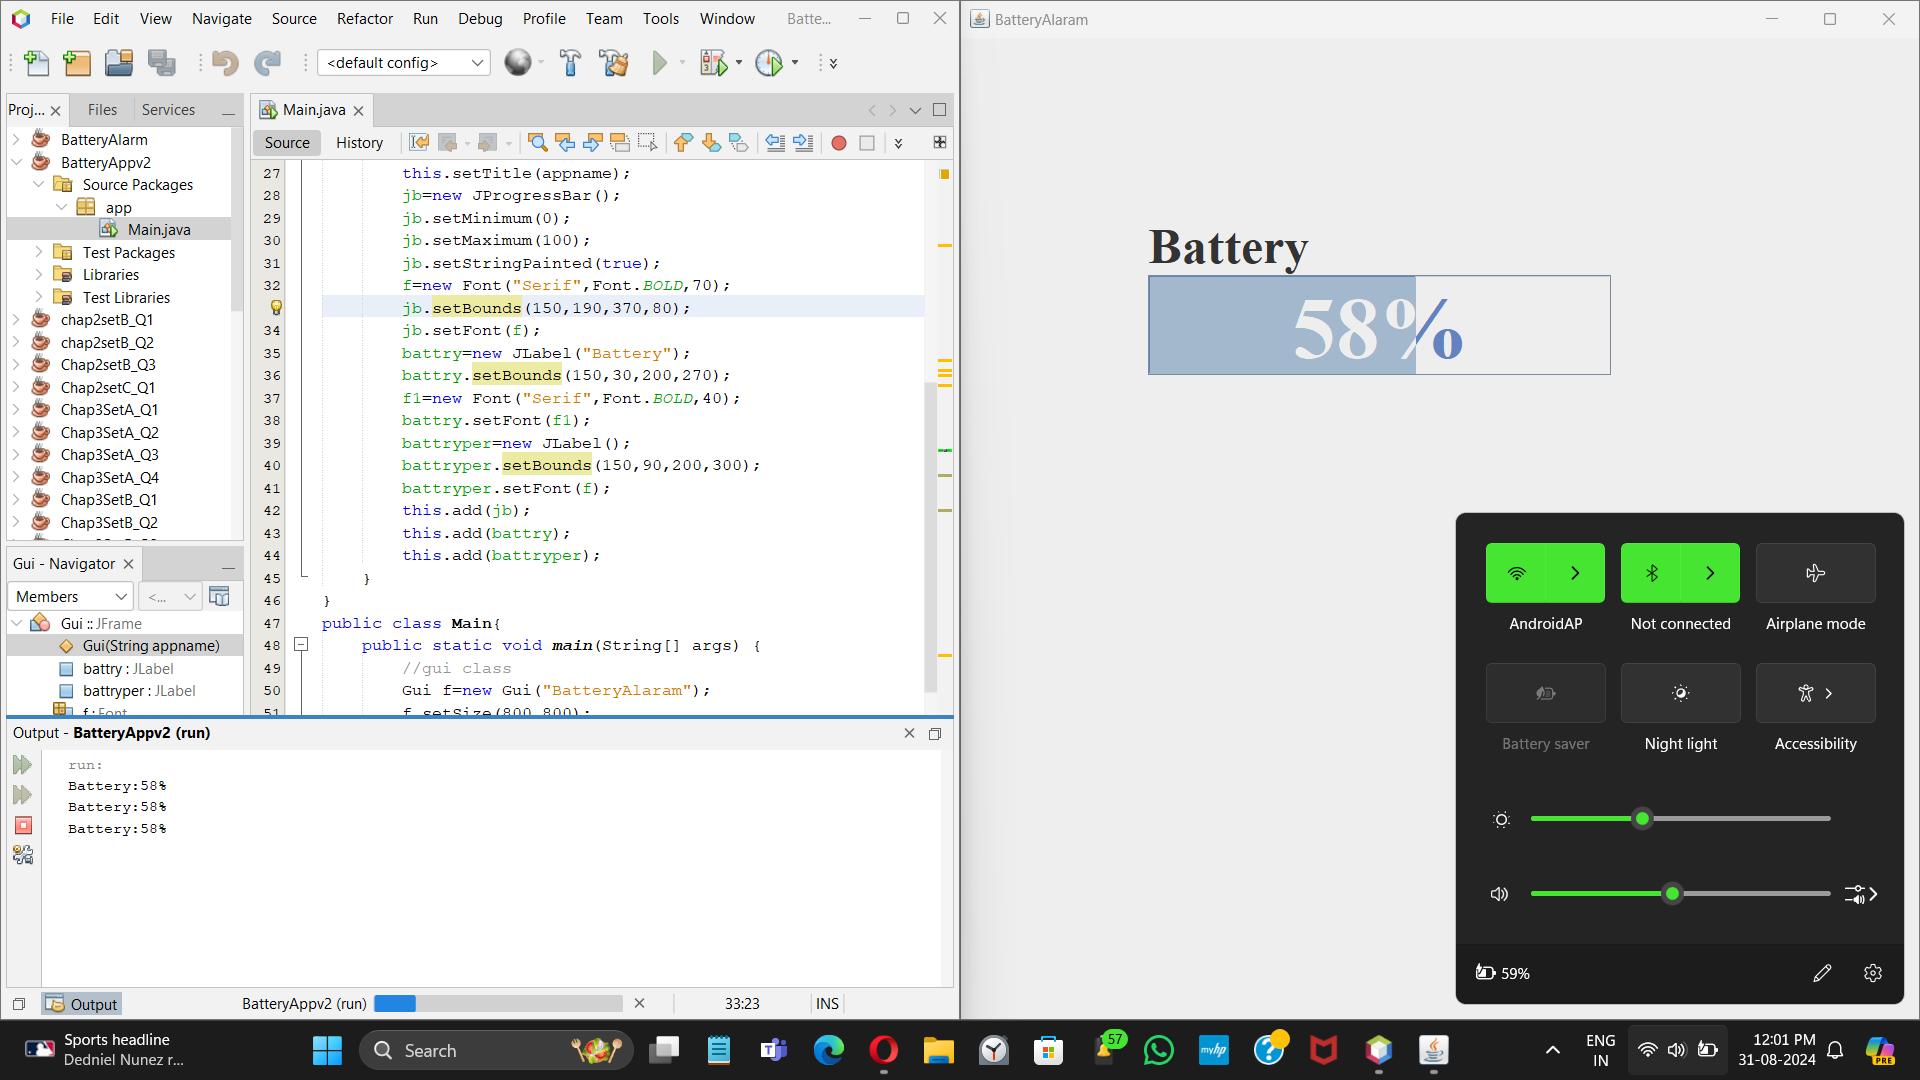 File Edit View Navigate Source Refactor Run Debug Profile Team Tools Window Batte...
<default config>
Proj... Files Services
BatteryAlarm
BatteryAppv2
Source Packages
app
Main.java
Test Packages
Libraries
Test Libraries
chap2setB_Q1
chap2setB_Q2
Chap2setB_Q3
Chap2setC_Q1
Chap3SetA_Q1
Chap3SetA_Q2
Chap3SetA_Q3
Chap3SetA_Q4
Chap3SetB_Q1
Chap3SetB_Q2
Gui - Navigator
Members <...
Gui :: JFrame
Gui(String appname)
battry : JLabel
battryper : JLabel
f : Font
Main.java
Source History
27 this.setTitle(appname);
28 jb=new JProgressBar();
29 jb.setMinimum(0);
30 jb.setMaximum(100);
31 jb.setStringPainted(true);
32 f=new Font("Serif",Font.BOLD,70);
jb.setBounds(150,190,370,80);
34 jb.setFont(f);
35 battry=new JLabel("Battery");
36 battry.setBounds(150,30,200,270);
37 f1=new Font("Serif",Font.BOLD,40);
38 battry.setFont(f1);
39 battryper=new JLabel();
40 battryper.setBounds(150,90,200,300);
41 battryper.setFont(f);
42 this.add(jb);
43 this.add(battry);
44 this.add(battryper);
45 }
46 }
47 public class Main{
48 public static void main(String[] args) {
49 //gui class
50 Gui f=new Gui("BatteryAlaram");
51 f.setSize(800,800);
Output - BatteryAppv2 (run)
run:
Battery:58%
Battery:58%
Battery:58%
Output BatteryAppv2 (run) 33:23 INS
BatteryAlaram
Battery
58%
AndroidAP Not connected Airplane mode
Battery saver Night light Accessibility
59%
Sports headline
Dedniel Nunez r...
Search
57
myhp
ENG
IN
12:01 PM
31-08-2024
PRE